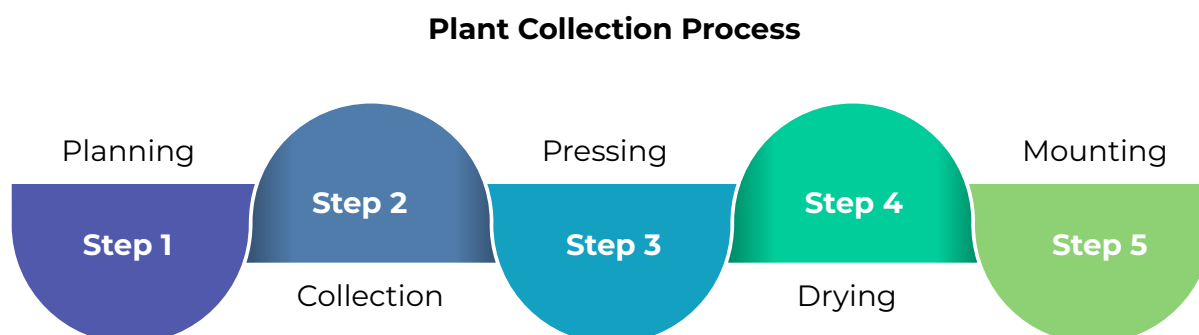 Plant Collection Process
Planning
Step 1
Step 2
Collection
Pressing
Step 3
Step 4
Drying
Mounting
Step 5